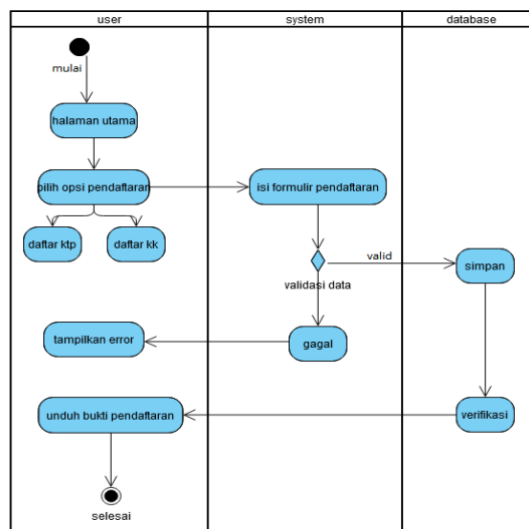 user
system
database
mulai
halaman utama
pilih opsi pendaftaran
isi formulir pendaftaran
daftar ktp
daftar kk
valid
simpan
validasi data
tampilkan error
gagal
unduh bukti pendaftaran
verifikasi
selesai